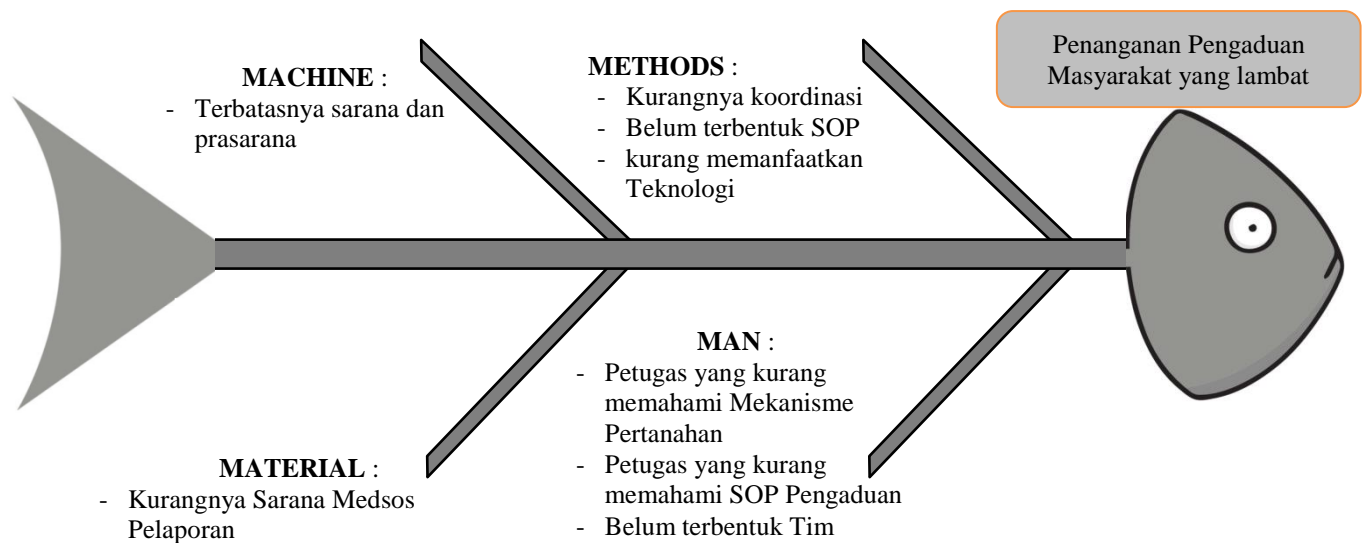 Penanganan Pengaduan
Masyarakat yang lambat
MACHINE :
- Terbatasnya sarana dan
prasarana
METHODS :
- Kurangnya koordinasi
- Belum terbentuk SOP
- kurang memanfaatkan
Teknologi
MATERIAL :
- Kurangnya Sarana Medsos
Pelaporan
MAN :
- Petugas yang kurang
memahami Mekanisme
Pertanahan
- Petugas yang kurang
memahami SOP Pengaduan
- Belum terbentuk Tim